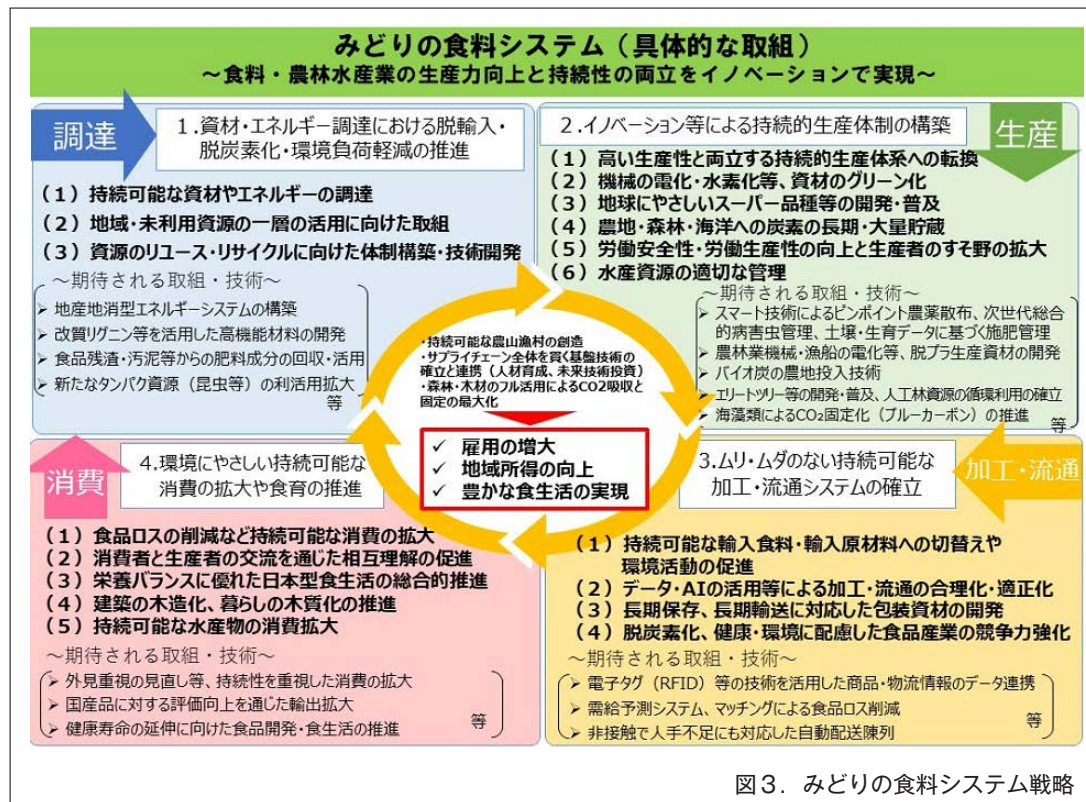 みどりの食料システム（具体的な取組）
～食料・農林水産業の生産力向上と持続性の両立をイノベーションで実現～
調達
1.資材・エネルギー調達における脱輸入・
脱炭素化・環境負荷軽減の推進
（1）持続可能な資材やエネルギーの調達
（2）地域・未利用資源の一層の活用に向けた取組
（3）資源のリユース・リサイクルに向けた体制構築・技術開発
～期待される取組・技術～
➢ 地産地消型エネルギーシステムの構築
➢ 改質リグニン等を活用した高機能材料の開発
➢ 食品残渣・汚泥等からの肥料成分の回収・活用
➢ 新たなタンパク資源（昆虫等）の利活用拡大
等
2.イノベーション等による持続的生産体制の構築
生産
（1）高い生産性と両立する持続的生産体系への転換
（2）機械の電化・水素化等、資材のグリーン化
（3）地球にやさしいスーパー品種等の開発・普及
（4）農地・森林・海洋への炭素の長期・大量貯蔵
（5）労働安全性・労働生産性の向上と生産者のすそ野の拡大
（6）水産資源の適切な管理
～期待される取組・技術～
➢ スマート技術によるピンポイント農薬散布、次世代総合
的病害虫管理、土壌・生育データに基づく施肥管理
➢ 農林業機械・漁船の電化等、脱プラ生産資材の開発
➢ バイオ炭の農地投入技術
➢ エリートツリー等の開発・普及、人工林資源の循環利用の確立
➢ 海藻類によるCO₂固定化（ブルーカーボン）の推進
等
・持続可能な農山漁村の創造
・サプライチェーン全体を貫く基盤技術の
確立と連携（人材育成、未来技術投資）
・森林・木材のフル活用によるCO2吸収と
固定の最大化
✓ 雇用の増大
✓ 地域所得の向上
✓ 豊かな食生活の実現
消費
4.環境にやさしい持続可能な
消費の拡大や食育の推進
（1）食品ロスの削減など持続可能な消費の拡大
（2）消費者と生産者の交流を通じた相互理解の促進
（3）栄養バランスに優れた日本型食生活の総合的推進
（4）建築の木造化、暮らしの木質化の推進
（5）持続可能な水産物の消費拡大
～期待される取組・技術～
➢ 外見重視の見直し等、持続性を重視した消費の拡大
➢ 国産品に対する評価向上を通じた輸出拡大
➢ 健康寿命の延伸に向けた食品開発・食生活の推進
等
3.ムリ・ムダのない持続可能な
加工・流通システムの確立
加工・流通
（1）持続可能な輸入食料・輸入原材料への切替えや
環境活動の促進
（2）データ・AIの活用等による加工・流通の合理化・適正化
（3）長期保存、長期輸送に対応した包装資材の開発
（4）脱炭素化、健康・環境に配慮した食品産業の競争力強化
～期待される取組・技術～
➢ 電子タグ（RFID）等の技術を活用した商品・物流情報のデータ連携
➢ 需給予測システム、マッチングによる食品ロス削減
➢ 非接触で人手不足にも対応した自動配送陳列
等
図3．みどりの食料システム戦略